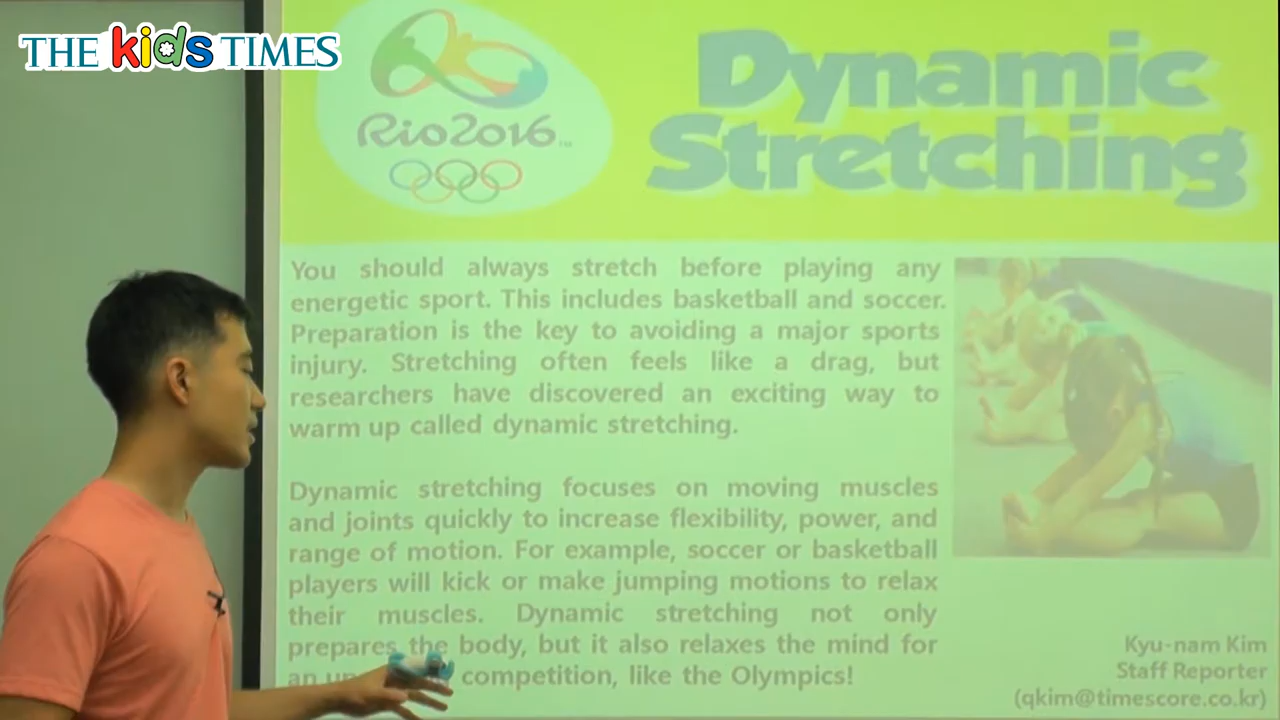 THE kids TIMES
Rio2016™
Dynamic
Stretching
You should always stretch before playing any
energetic sport. This includes basketball and soccer.
Preparation is the key to avoiding a major sports
injury. Stretching often feels like a drag, but
researchers have discovered an exciting way to
warm up called dynamic stretching.
Dynamic stretching focuses on moving muscles
and joints quickly to increase flexibility, power, and
range of motion. For example, soccer or basketball
players will kick or make jumping motions to relax
their muscles. Dynamic stretching not only
prepares the body, but it also relaxes the mind for
an competition, like the Olympics!
Kyu-nam Kim
Staff Reporter
(qkim@timescore.co.kr)